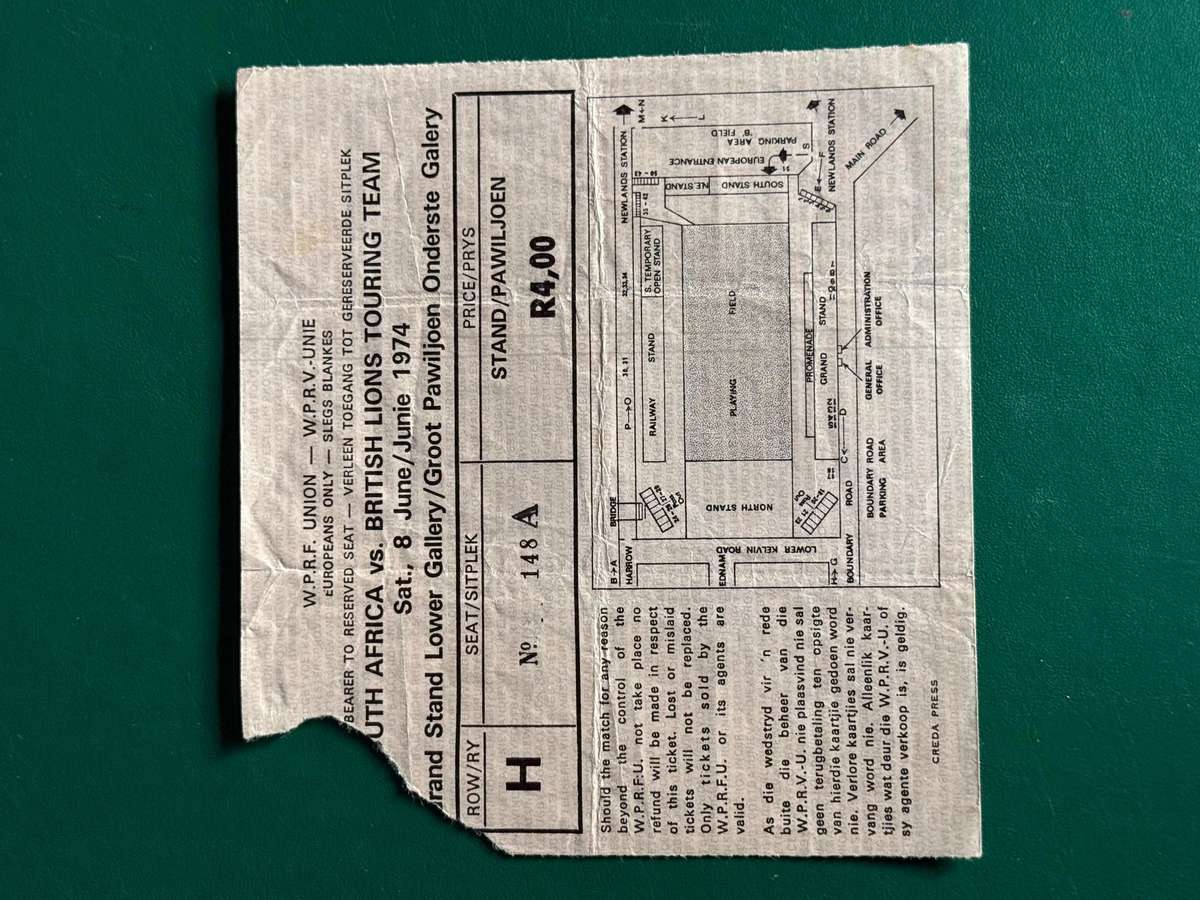 W.P.R.F. UNION — W.P.R.V.-UNIE
EUROPEANS ONLY — SLEGS BLANKES
BEARER TO RESERVED SEAT — VERLEEN TOEGANG TOT GERESERVEERDE SITPLEK
UTH AFRICA vs. BRITISH LIONS TOURING TEAM
Sat., 8 June/Junie 1974
rand Stand Lower Gallery/Groot Pawiljoen Onderste Galery
ROW/RY
SEAT/SITPLEK
PRICE/PRYS
H
No. 148 A
STAND/PAWILJOEN
R4,00
Should the match for any reason
beyond the control of the
W.P.R.F.U. not take place no
refund will be made in respect
of this ticket. Lost or mislaid
tickets will not be replaced.
Only tickets sold by the
W.P.R.F.U. or its agents are
valid.
As die wedstryd vir 'n rede
buite die beheer van die
W.P.R.V.-U. nie plaasvind nie sal
geen terugbetaling ten opsigte
van hierdie kaartjie gedoen word
nie. Verlore kaartjies sal nie ver-
vang word nie. Alleenlik kaar-
tjies wat deur die W.P.R.V.-U. of
sy agente verkoop is, is geldig.
CREDA PRESS
B→A
HARROW
BRIDGE
P→O
30, 31
32,33,34
NEWLANDS STATION
M←N
K ← L
RAILWAY STAND
S. TEMPORARY
OPEN STAND
N.E. STAND
SOUTH STAND
EUROPEAN ENTRANCE
PARKING AREA
'B' FIELD
EDNAM
LOWER KELVIN ROAD
NORTH STAND
PLAYING FIELD
PROMENADE
GRAND STAND
S
E ← F
NEWLANDS STATION
MAIN ROAD
H→G
BOUNDARY ROAD
C ← D
BOUNDARY ROAD
PARKING AREA
GENERAL
OFFICE
ADMINISTRATION
OFFICE